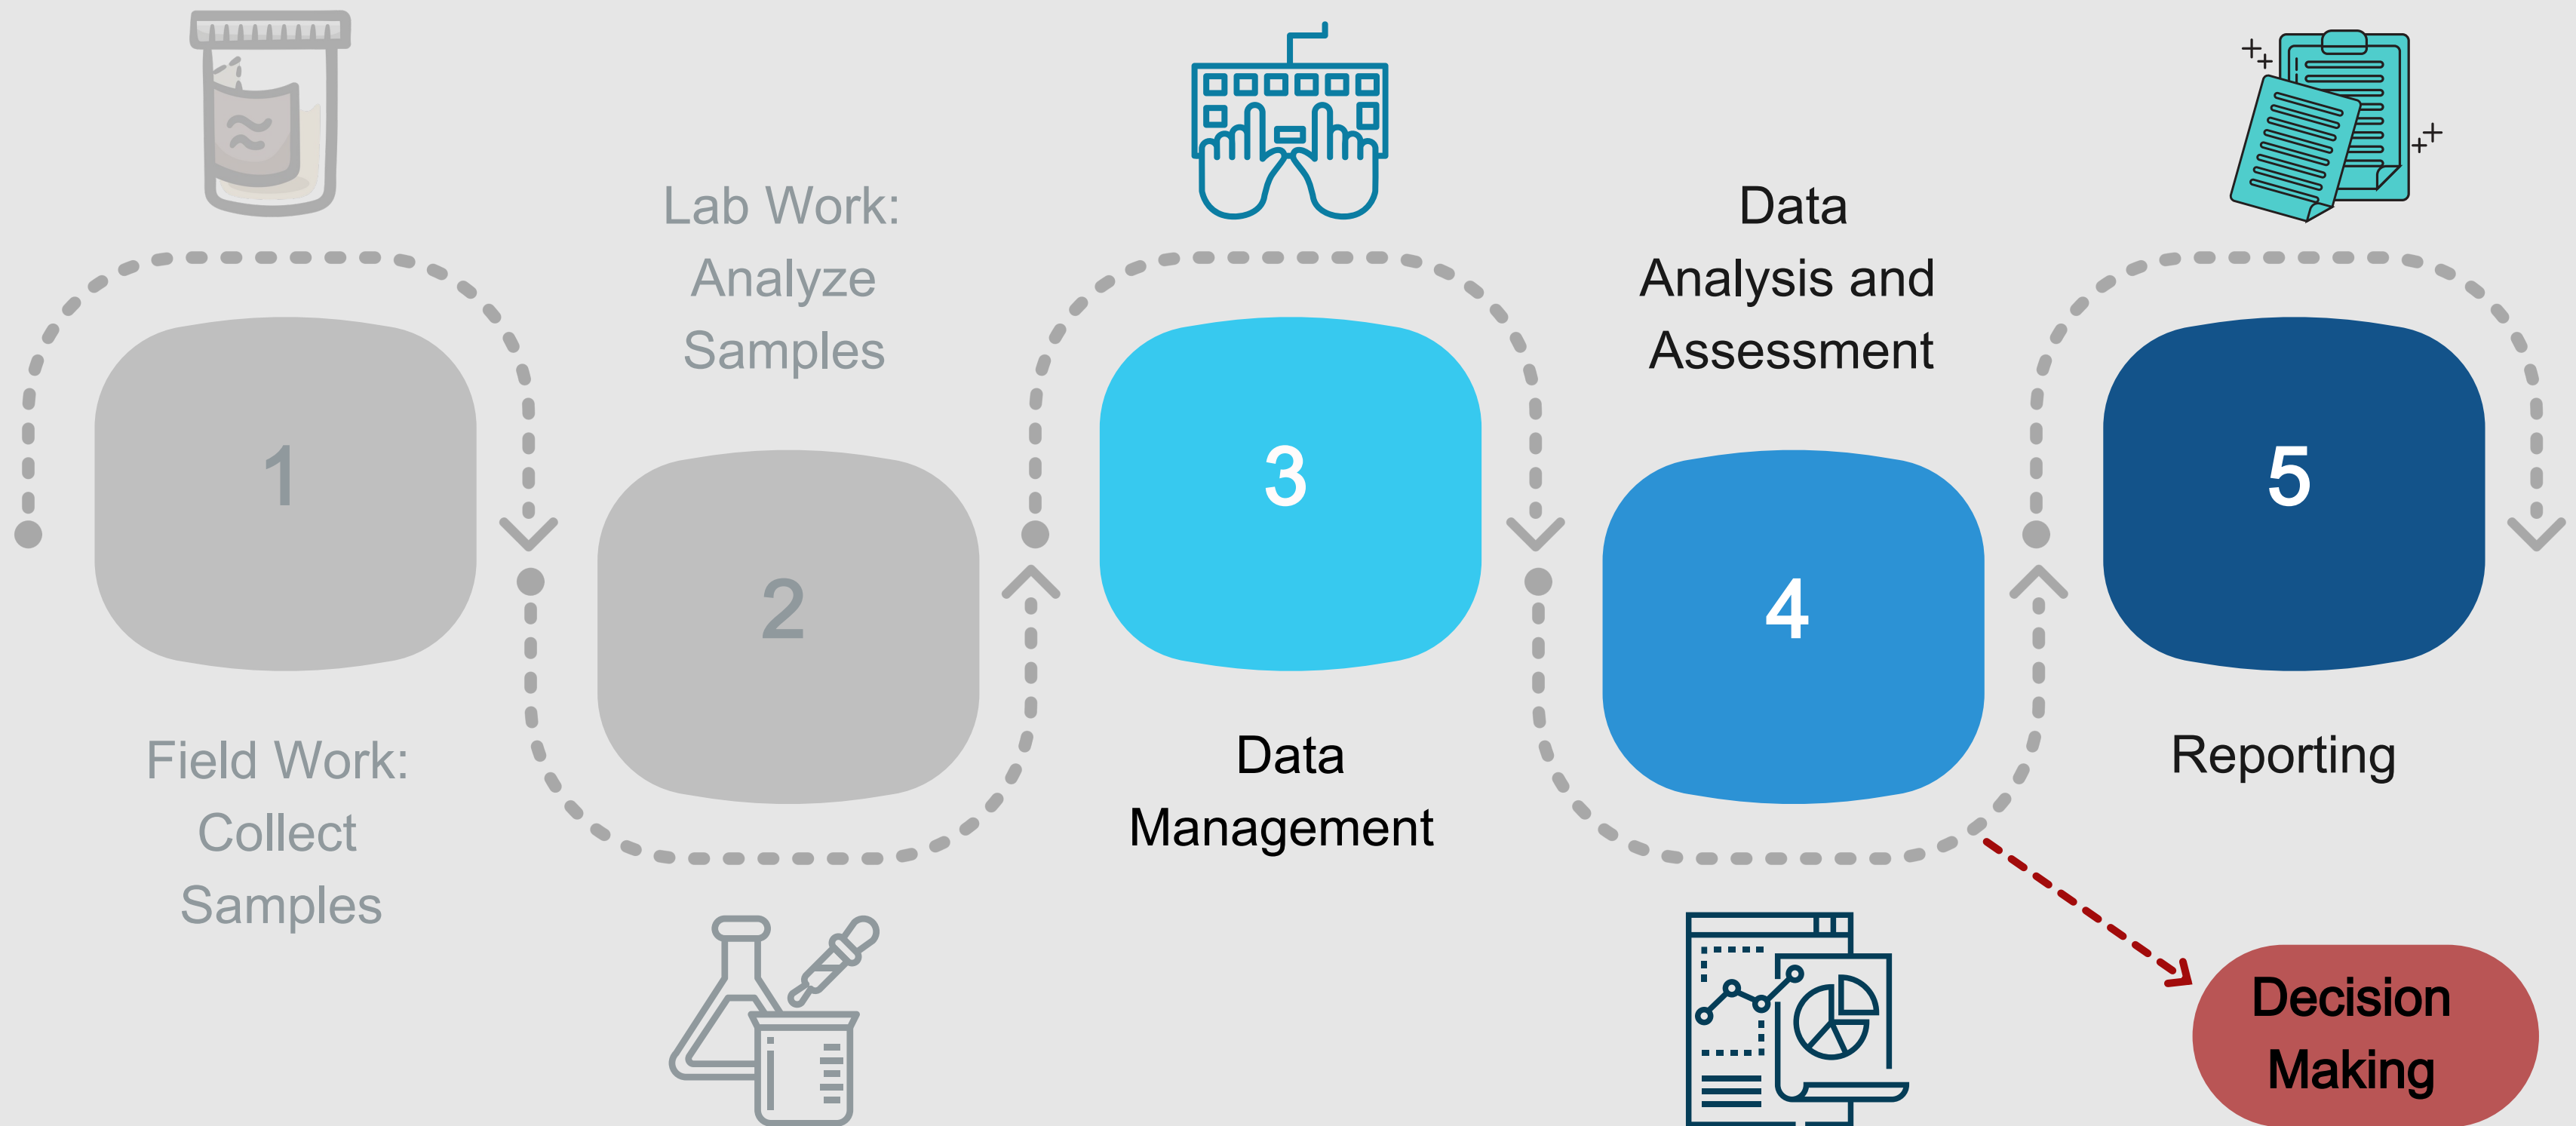 1
Field Work:
Collect
Samples
Lab Work:
Analyze
Samples
2
3
Data
Management
Data
Analysis and
Assessment
4
5
Reporting
Decision
Making